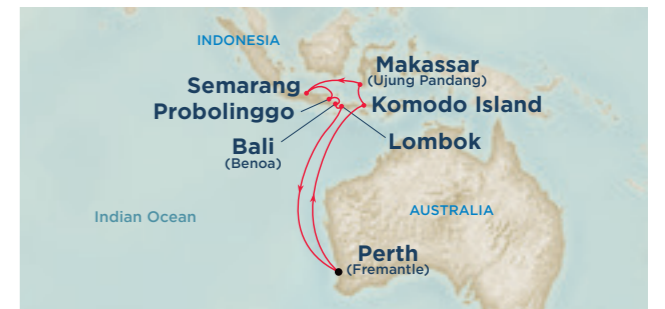 INDONESIA
Makassar
(Ujung Pandang)
Semarang
Komodo Island
Probolinggo
Bali
(Benoa)
Lombok
Indian Ocean
AUSTRALIA
Perth
(Fremantle)